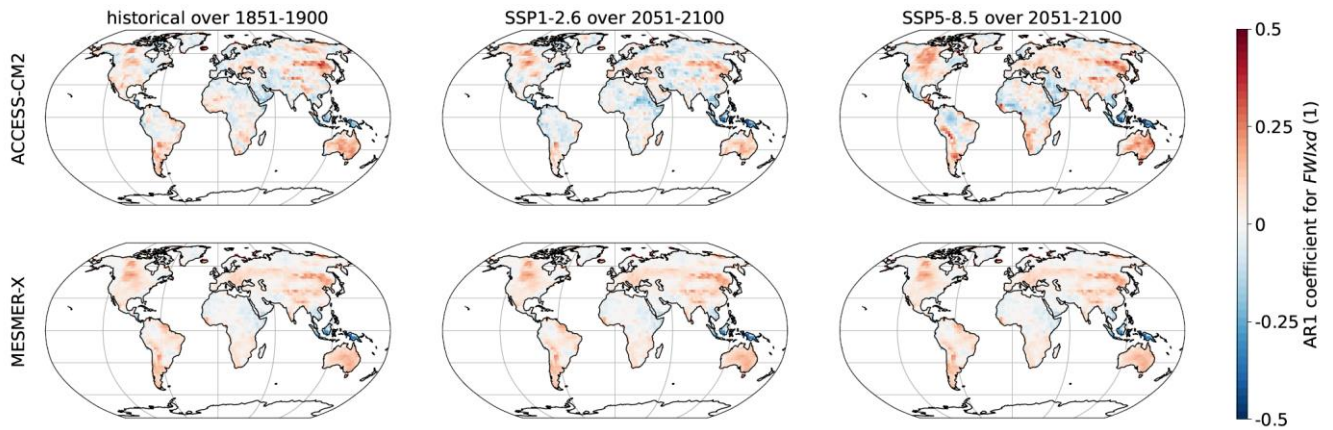 historical over 1851-1900
SSP1-2.6 over 2051-2100
SSP5-8.5 over 2051-2100
ACCESS-CM2
MESMER-X
0.5
0.25
0
-0.25
-0.5
AR1 coefficient for FWIxd (1)